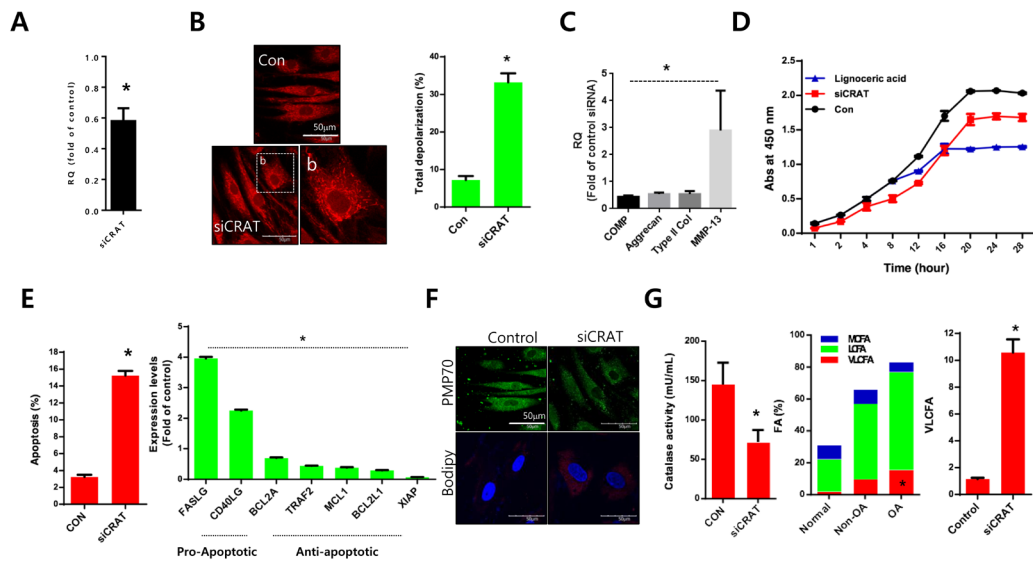 A
RQ (fold of control)
1.0
0.8
0.6
0.4
0.2
0.0
*
siCRAT
B
Con
50μm
b
b
siCRAT
Total depolarization (%)
40
30
20
10
0
*
Con
siCRAT
C
RQ
(Fold of control siRNA)
5
4
3
2
1
0
*
COMP
Aggrecan
Type II Col
MMP-13
D
Lignoceric acid
siCRAT
Con
Abs at 450 nm
2.0
1.5
1.0
0.5
0.0
1
2
4
8
12
16
20
24
28
Time (hour)
E
Apoptosis (%)
18
16
14
12
10
8
6
4
2
0
*
CON
siCRAT
Expression levels
(Fold of control)
5
4
3
2
1
0
*
FASLG
CD40LG
BCL2A
TRAF2
MCL1
BCL2L1
XIAP
Pro-Apoptotic
Anti-apoptotic
F
Control
siCRAT
PMP70
50μm
Bodipy
G
Catalase activity (mU/mL)
200
150
100
50
0
*
CON
siCRAT
FA (%)
100
80
60
40
20
0
MCFA
LCFA
VLCFA
*
Normal
Non-OA
OA
VLCFA
12
10
8
6
4
2
0
*
Control
siCRAT